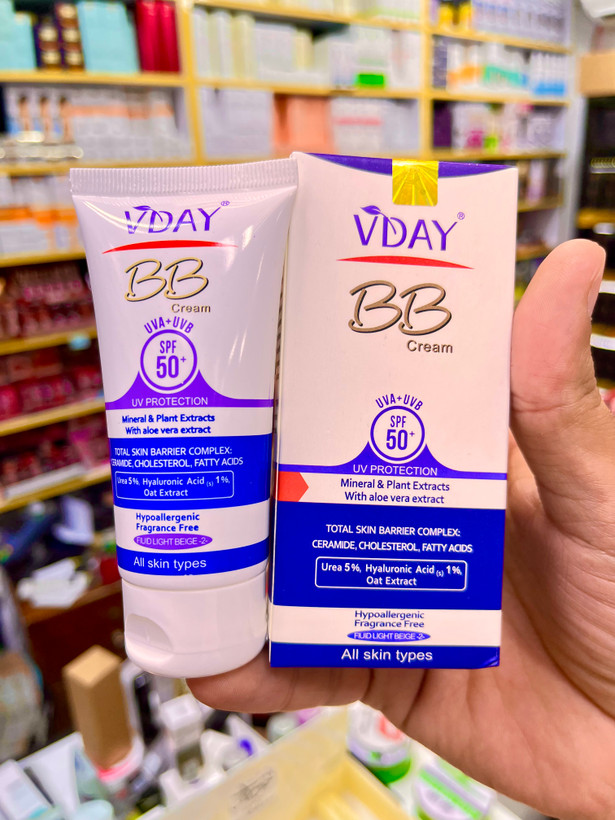 VDAY®
BB
Cream
UVA+UVB
SPF
50+
UV PROTECTION
Mineral & Plant Extracts
With aloe vera extract
TOTAL SKIN BARRIER COMPLEX:
CERAMIDE, CHOLESTEROL, FATTY ACIDS
Urea 5%, Hyaluronic Acid (s) 1%,
Oat Extract
Hypoallergenic
Fragrance Free
FLUID LIGHT BEIGE -2-
All skin types
VDAY®
BB
Cream
UVA+UVB
SPF
50+
UV PROTECTION
Mineral & Plant Extracts
With aloe vera extract
TOTAL SKIN BARRIER COMPLEX:
CERAMIDE, CHOLESTEROL, FATTY ACIDS
Urea 5%, Hyaluronic Acid (s) 1%,
Oat Extract
Hypoallergenic
Fragrance Free
FLUID LIGHT BEIGE -2-
All skin types